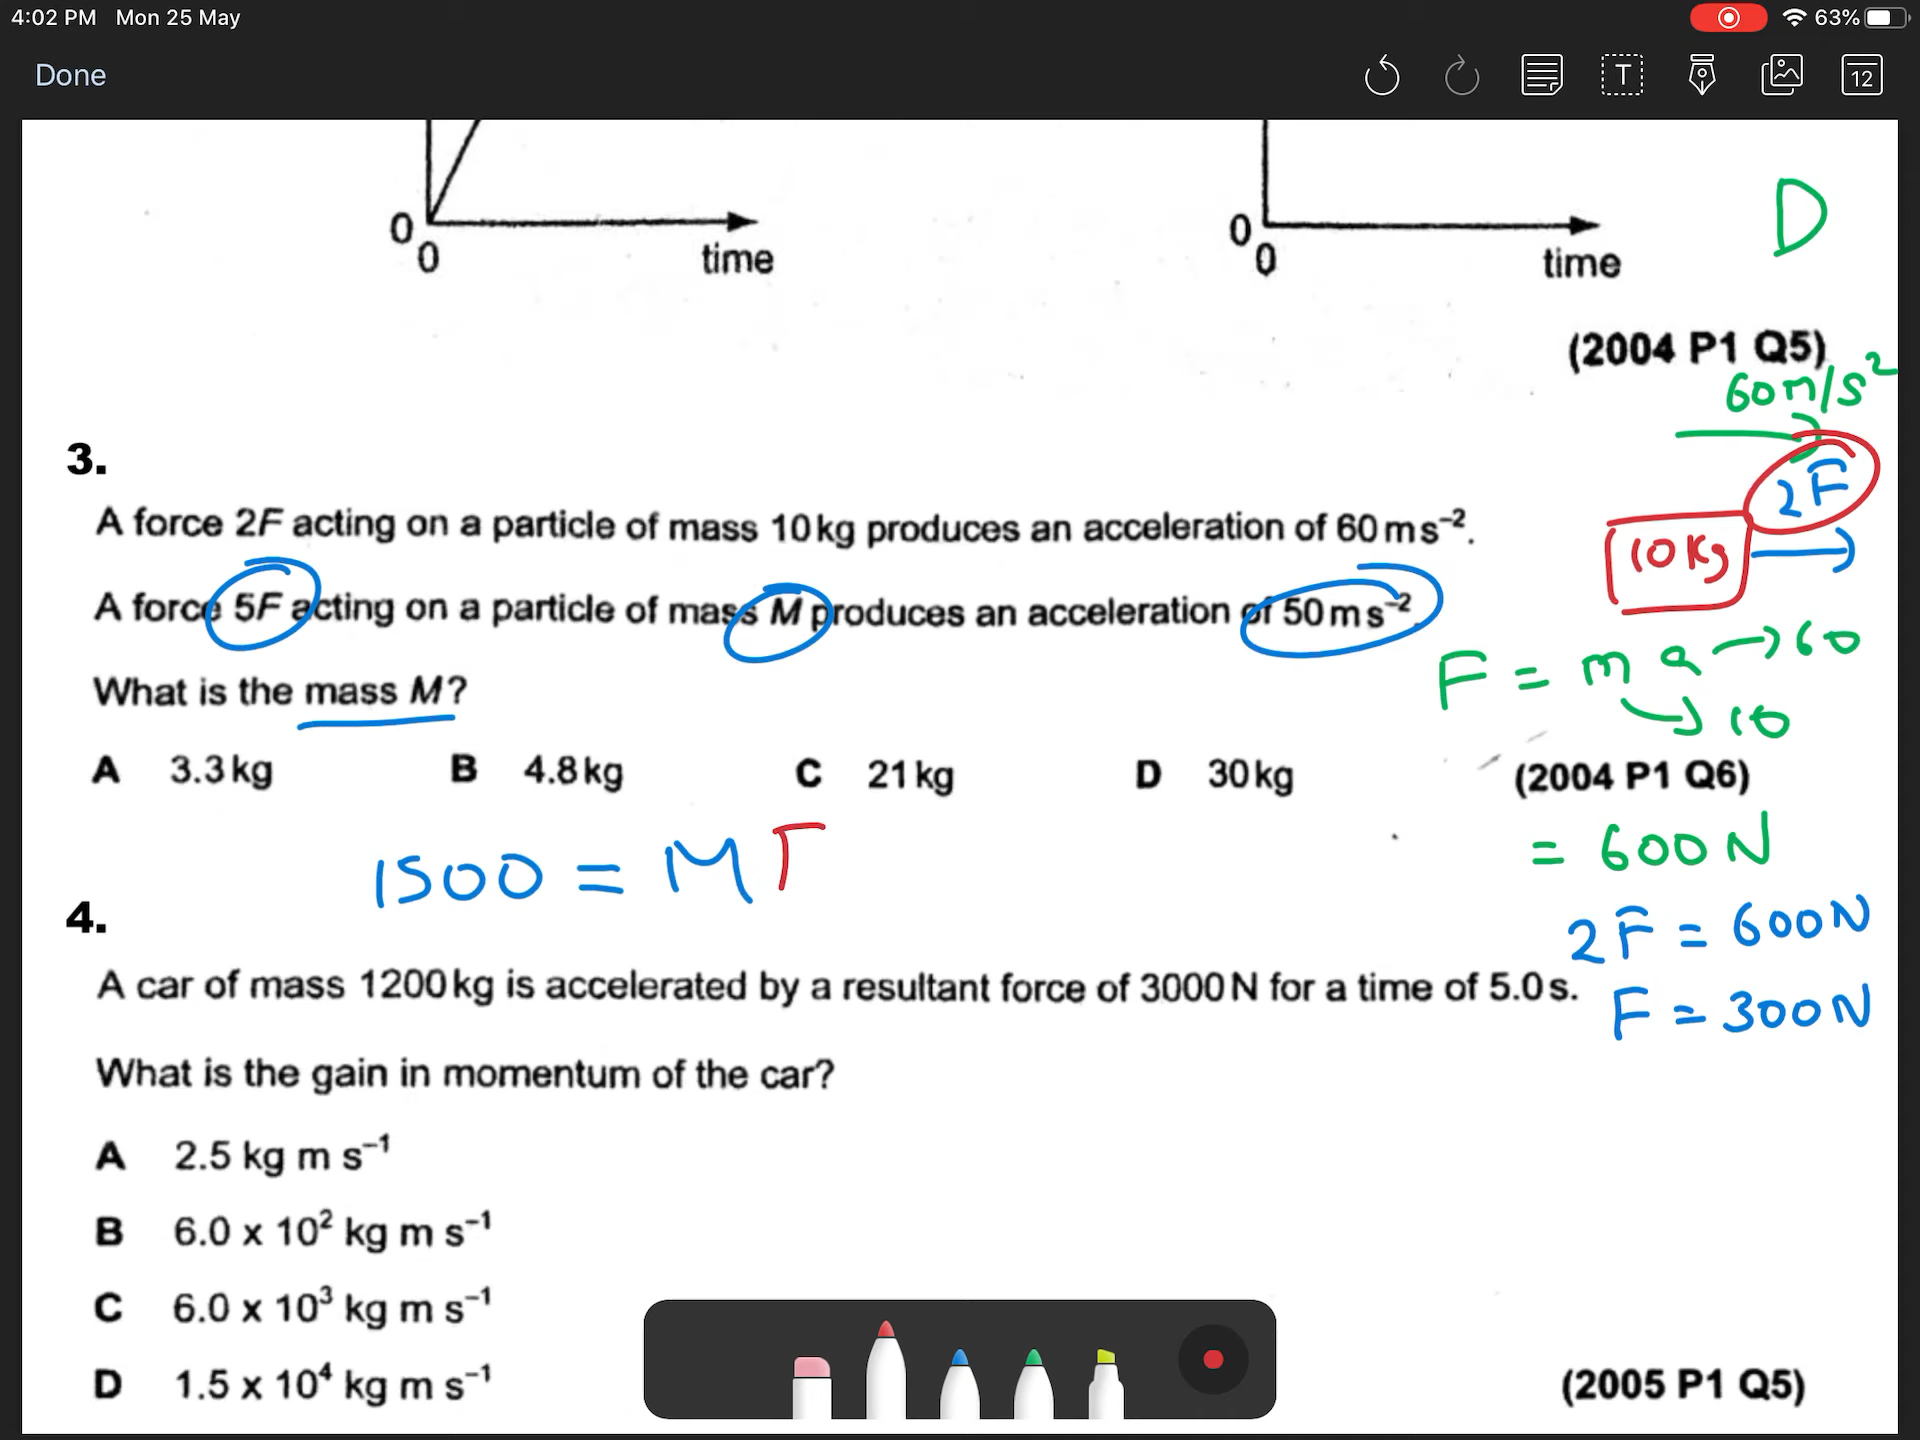 4:02 PM Mon 25 May
63%
Done
T
12
0
0
time
0
0
time
D
(2004 P1 Q5)
60m/s²
2F
10kg
3.
A force 2F acting on a particle of mass 10 kg produces an acceleration of 60 m s⁻².
A force 5F acting on a particle of mass M produces an acceleration of 50 m s⁻².
What is the mass M?
F = m a → 60
→ 10
A 3.3 kg B 4.8 kg C 21 kg D 30 kg
(2004 P1 Q6)
= 600 N
1500 = M
2F = 600N
F = 300N
4.
A car of mass 1200 kg is accelerated by a resultant force of 3000 N for a time of 5.0 s.
What is the gain in momentum of the car?
A 2.5 kg m s⁻¹
B 6.0 x 10² kg m s⁻¹
C 6.0 x 10³ kg m s⁻¹
D 1.5 x 10⁴ kg m s⁻¹
(2005 P1 Q5)